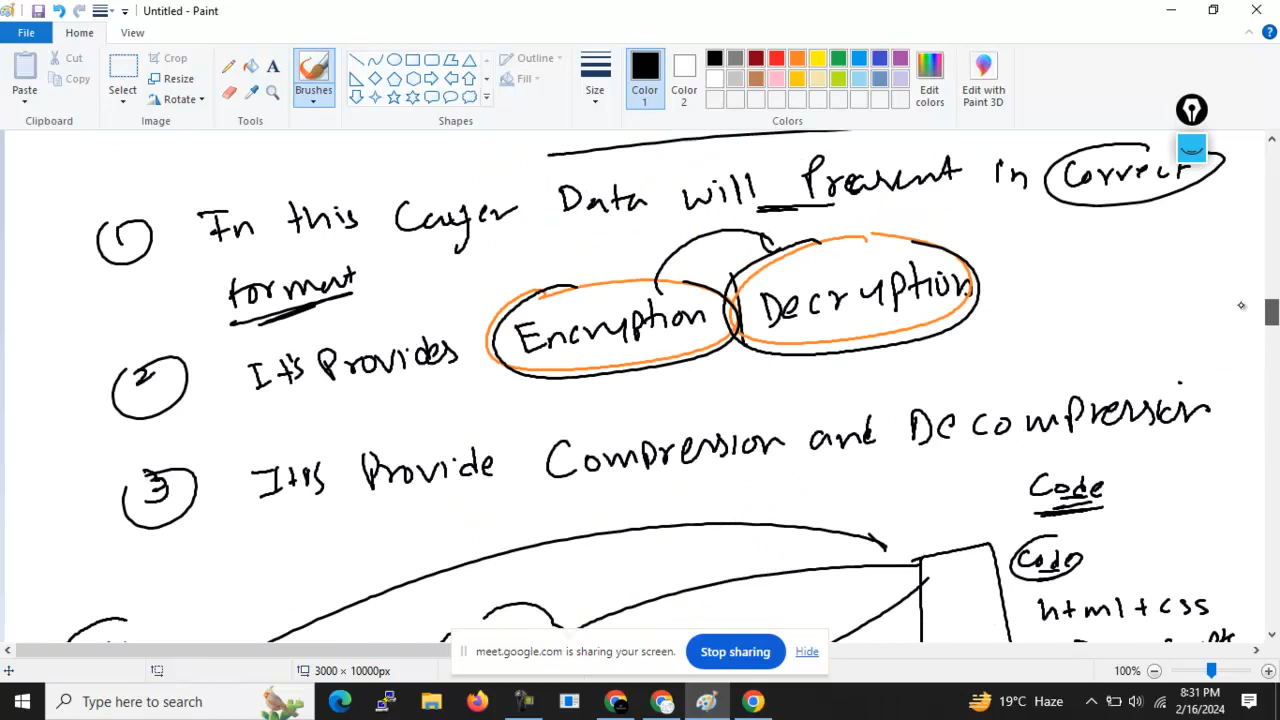 Untitled - Paint
File
Home
View
Paste
Cut
Copy
Clipboard
Select
Crop
Resize
Rotate
Image
A
Tools
Brushes
Outline
Fill
Shapes
Size
Color 1
Color 2
Edit colors
Edit with Paint 3D
Colors
Data will Present in Correct
① In this Layer
format
② It's Provides Encryption Decryption
③ It's Provide Compression and Decompression
Code
Code
html + css
meet.google.com is sharing your screen.
Stop sharing
Hide
3000 × 10000px
100%
Type here to search
19°C Haze
8:31 PM
2/16/2024